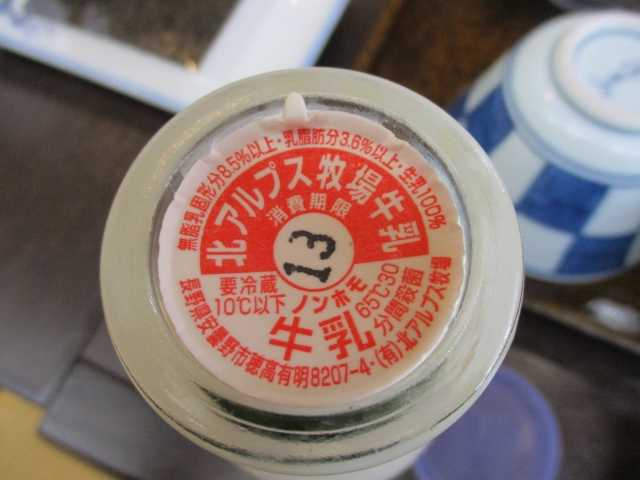 無脂乳固形分8.5%以上・乳脂肪分3.6%以上・生乳100%
北アルプス牧場牛乳
消費期限
13
要冷蔵
10℃以下
ノンホモ
65℃30
分間殺菌
牛乳
長野県安曇野市穂高有明8207-4・(有)北アルプス牧場